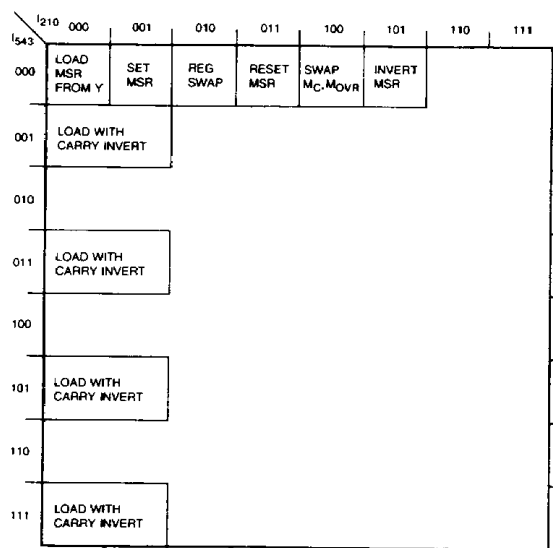 I210 000 001 010 011 100 101 110 111
I543
000 LOAD MSR FROM Y SET MSR REG SWAP RESET MSR SWAP MC, MOVR INVERT MSR
001 LOAD WITH CARRY INVERT
010
011 LOAD WITH CARRY INVERT
100
101 LOAD WITH CARRY INVERT
110
111 LOAD WITH CARRY INVERT